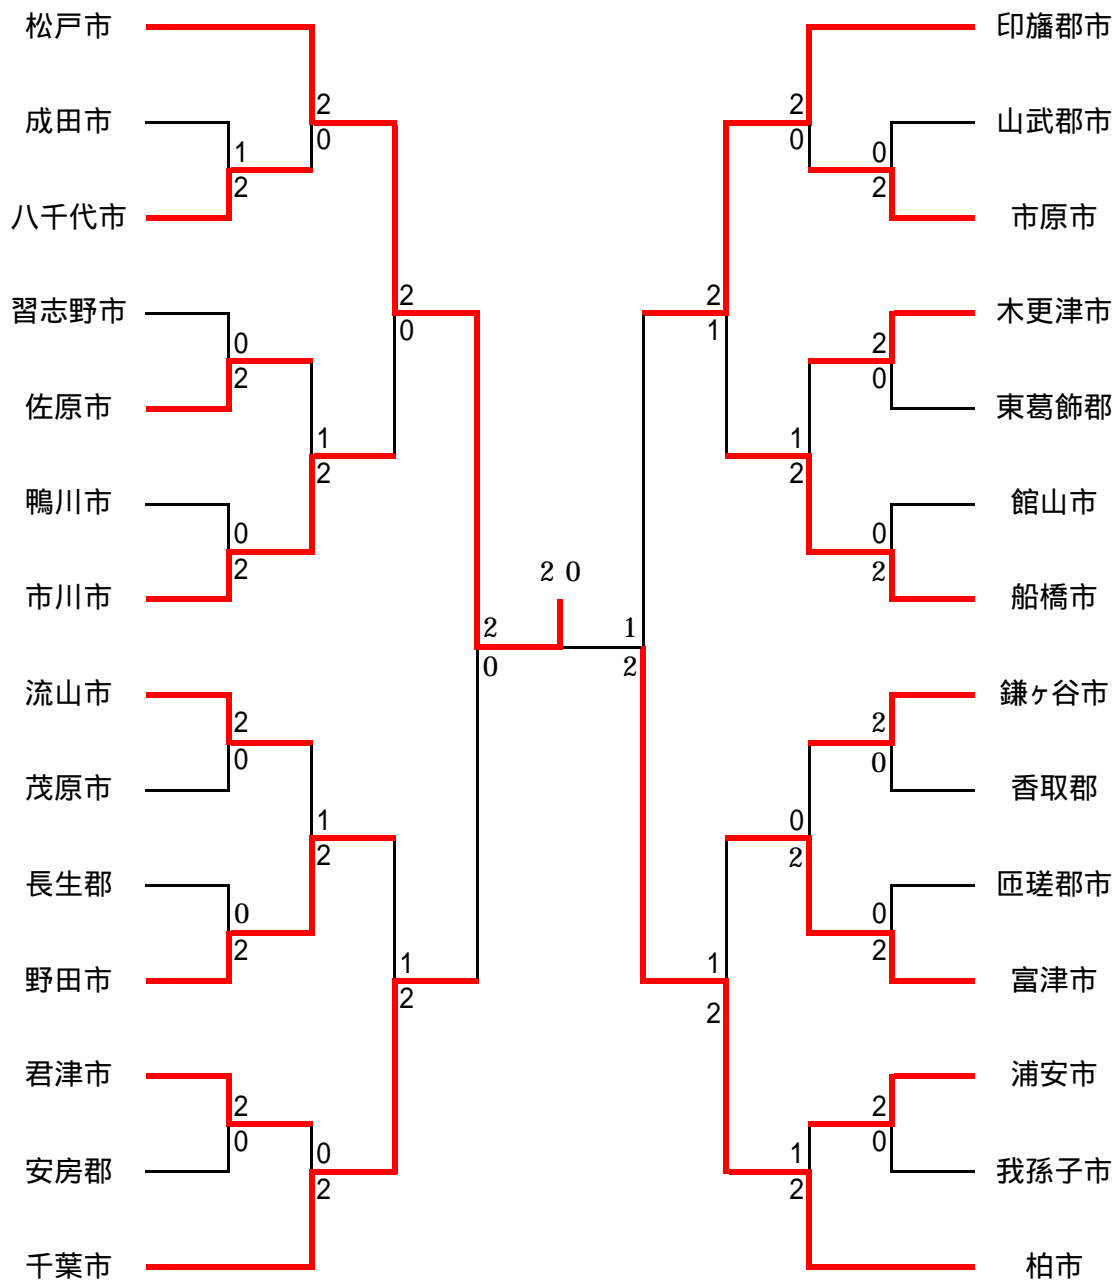 松戸市
印旛郡市
2
2
成田市
山武郡市
0
0
1
0
2
2
八千代市
市原市
2
2
習志野市
木更津市
0
1
0
2
2
0
佐原市
東葛飾郡
1
1
2
2
鴨川市
館山市
0
0
2
2
2 0
市川市
船橋市
2
1
0
2
流山市
鎌ヶ谷市
2
2
0
0
茂原市
香取郡
1
0
2
2
長生郡
匝瑳郡市
0
0
2
2
野田市
富津市
1
1
2
2
君津市
浦安市
2
2
0
0
0
1
安房郡
我孫子市
2
2
千葉市
柏市